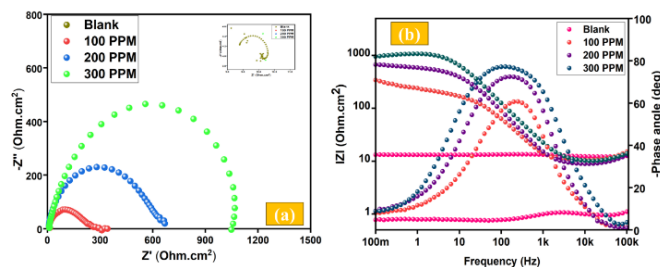 (a)
Blank
100 PPM
200 PPM
300 PPM
-Z'' (Ohm.cm²)
800
600
400
200
0
0 300 600 900 1200 1500
Z' (Ohm.cm²)
(b)
Blank
100 PPM
200 PPM
300 PPM
IZI (Ohm.cm²)
1000
100
10
1
-Phase angle (deg)
100
80
60
40
20
0
100m 1 10 100 1k 10k 100k
Frequency (Hz)